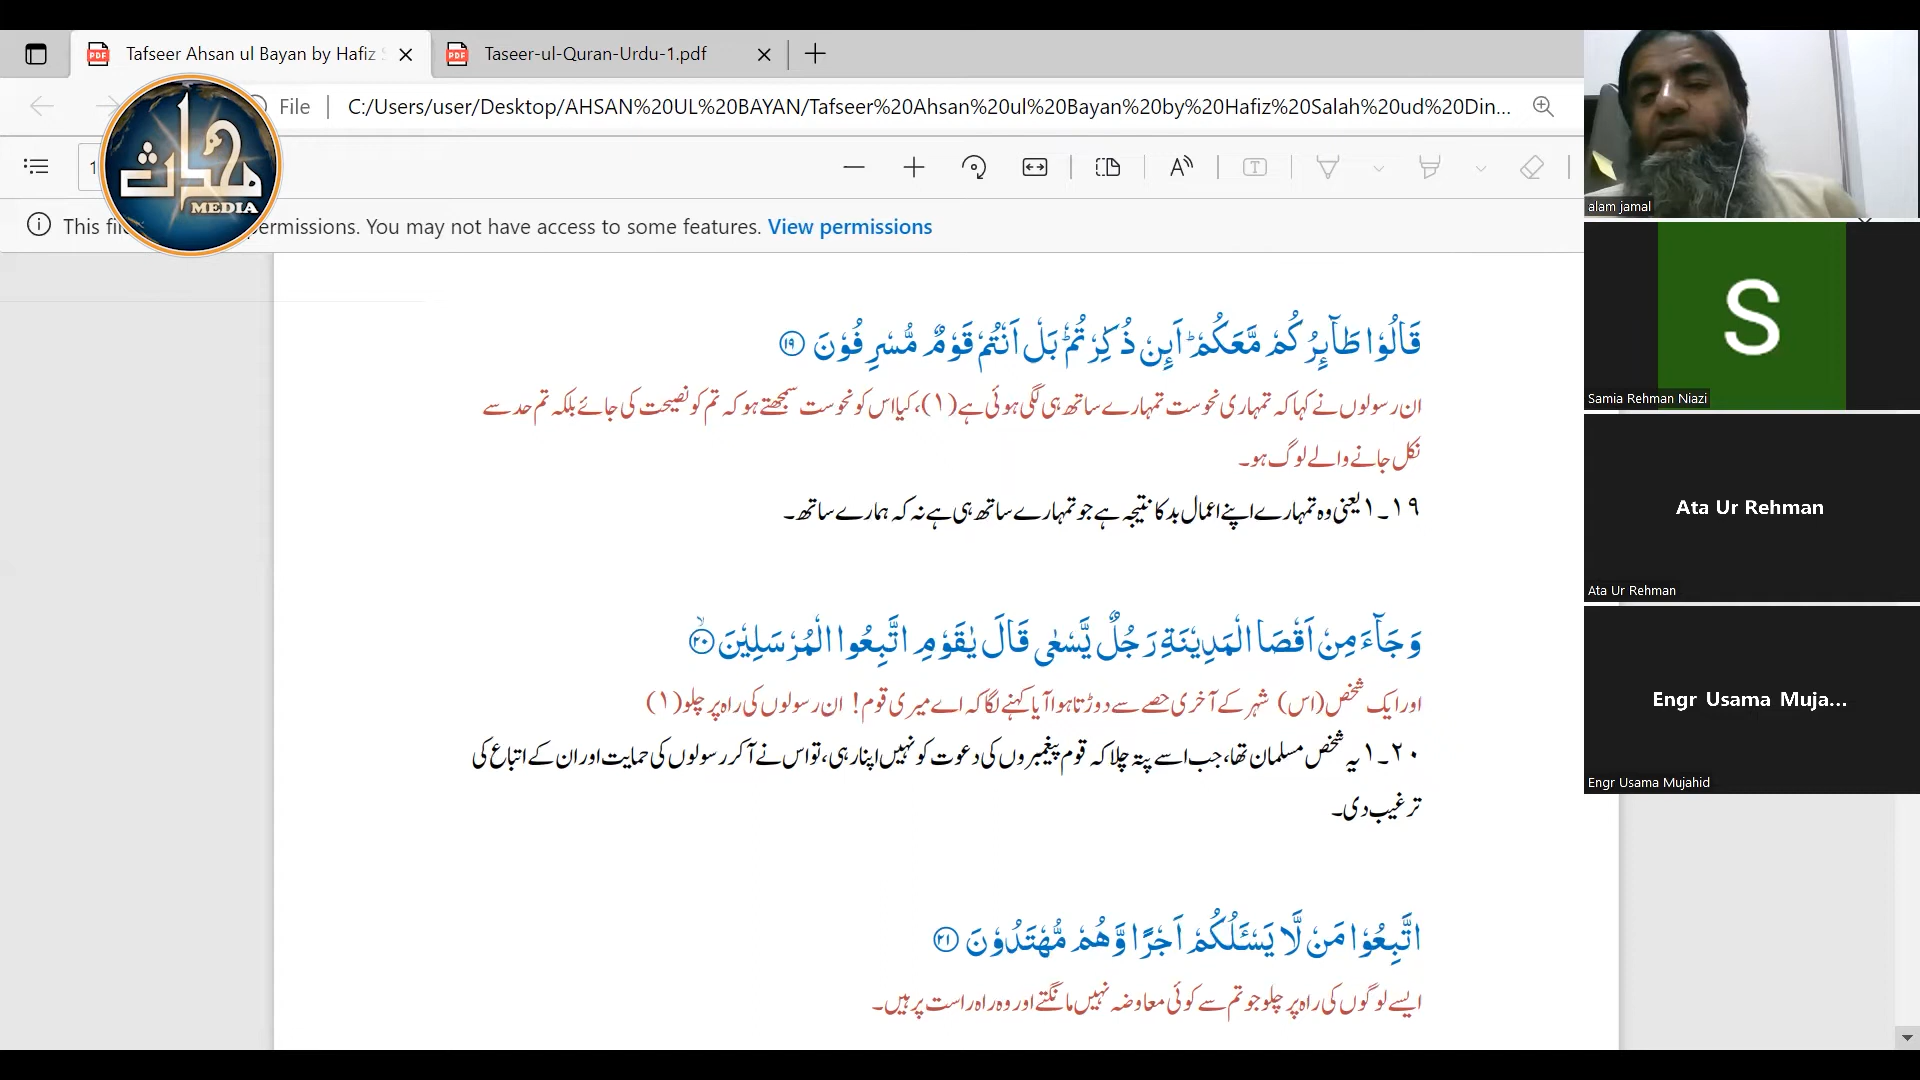 Tafseer Ahsan ul Bayan by Hafiz
Taseer-ul-Quran-Urdu-1.pdf
File
C:/Users/user/Desktop/AHSAN%20UL%20BAYAN/Tafseer%20Ahsan%20ul%20Bayan%20by%20Hafiz%20Salah%20ud%20Din...
محدث
MEDIA
This fi
ermissions. You may not have access to some features. View permissions
قَالُوْا طَآىِٕرُكُمْ مَّعَكُمْ ؕ اَىِٕنْ ذُكِّرْتُمْ ؕ بَلْ اَنْتُمْ قَوْمٌ مُّسْرِفُوْنَ ﴿۱۹﴾
ان رسولوں نے کہا کہ تمہاری نحوست تمہارے ساتھ ہی لگی ہوئی ہے (۱)، کیا اس کو نحوست سمجھتے ہو کہ تم کو نصیحت کی جائے بلکہ تم حد سے
نکل جانے والے لوگ ہو۔
۱۹۔۱ یعنی وہ تمہارے اپنے اعمال بد کا نتیجہ ہے جو تمہارے ساتھ ہی ہے نہ کہ ہمارے ساتھ۔
وَ جَآءَ مِنْ اَقْصَا الْمَدِيْنَةِ رَجُلٌ يَّسْعٰى قَالَ يٰقَوْمِ اتَّبِعُوا الْمُرْسَلِيْنَ ﴿۲۰﴾ۙ
اور ایک شخص (اس) شہر کے آخری حصے سے دوڑتا ہوا آیا کہنے لگا کہ اے میری قوم! ان رسولوں کی راہ پر چلو (۱)
۲۰۔۱ یہ شخص مسلمان تھا، جب اسے پتہ چلا کہ قوم پیغمبروں کی دعوت کو نہیں اپنا رہی، تو اس نے آ کر رسولوں کی حمایت اور ان کے اتباع کی
ترغیب دی۔
اتَّبِعُوْا مَنْ لَّا يَسْـَٔلُكُمْ اَجْرًا وَّ هُمْ مُّهْتَدُوْنَ ﴿۲۱﴾
ایسے لوگوں کی راہ پر چلو جو تم سے کوئی معاوضہ نہیں مانگتے اور وہ راہ راست پر ہیں۔
alam jamal
S
Samia Rehman Niazi
Ata Ur Rehman
Ata Ur Rehman
Engr Usama Muja...
Engr Usama Mujahid